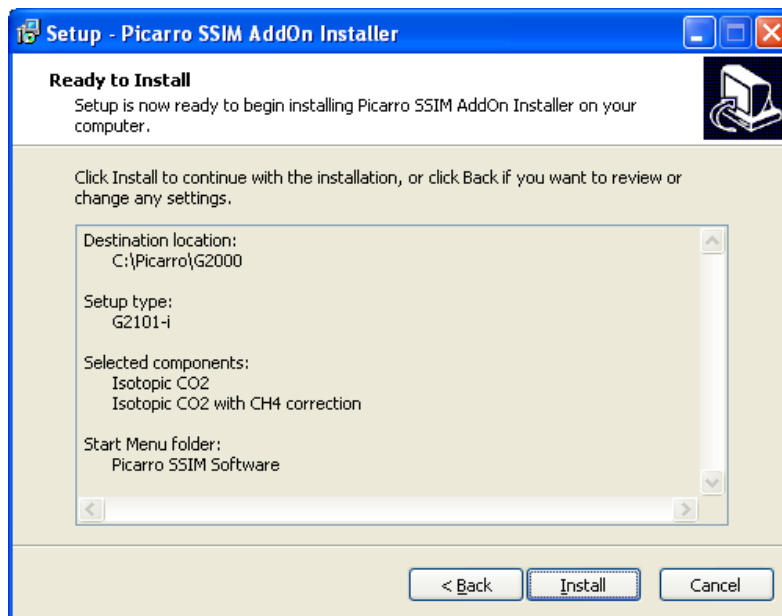 Setup - Picarro SSIM AddOn Installer
Ready to Install
Setup is now ready to begin installing Picarro SSIM AddOn Installer on your
computer.
Click Install to continue with the installation, or click Back if you want to review or
change any settings.
Destination location:
C:\Picarro\G2000
Setup type:
G2101-i
Selected components:
Isotopic CO2
Isotopic CO2 with CH4 correction
Start Menu folder:
Picarro SSIM Software
< Back
Install
Cancel